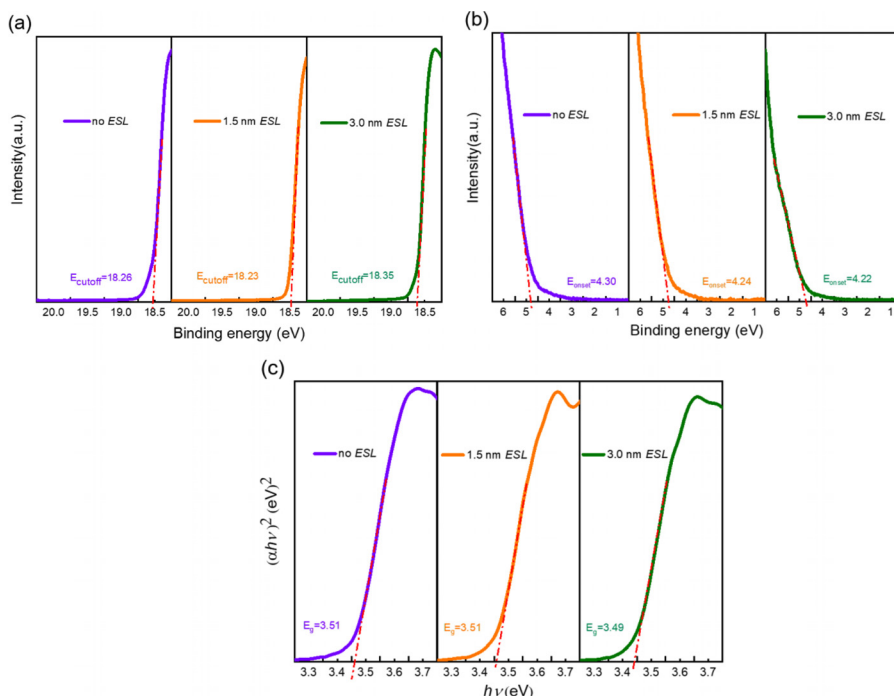 (a)
no ESL
1.5 nm ESL
3.0 nm ESL
Intensity(a.u.)
Ecutoff=18.26
Ecutoff=18.23
Ecutoff=18.35
20.0 19.5 19.0 18.5 20.0 19.5 19.0 18.5 20.0 19.5 19.0 18.5
Binding energy (eV)
(b)
no ESL
1.5 nm ESL
3.0 nm ESL
Intensity(a.u.)
Eonset=4.30
Eonset=4.24
Eonset=4.22
6 5 4 3 2 1 6 5 4 3 2 1 6 5 4 3 2 1
Binding energy (eV)
(c)
no ESL
1.5 nm ESL
3.0 nm ESL
(αhν)² (eV)²
Eg=3.51
Eg=3.51
Eg=3.49
3.3 3.4 3.5 3.6 3.7 3.3 3.4 3.5 3.6 3.7 3.3 3.4 3.5 3.6 3.7
hν(eV)